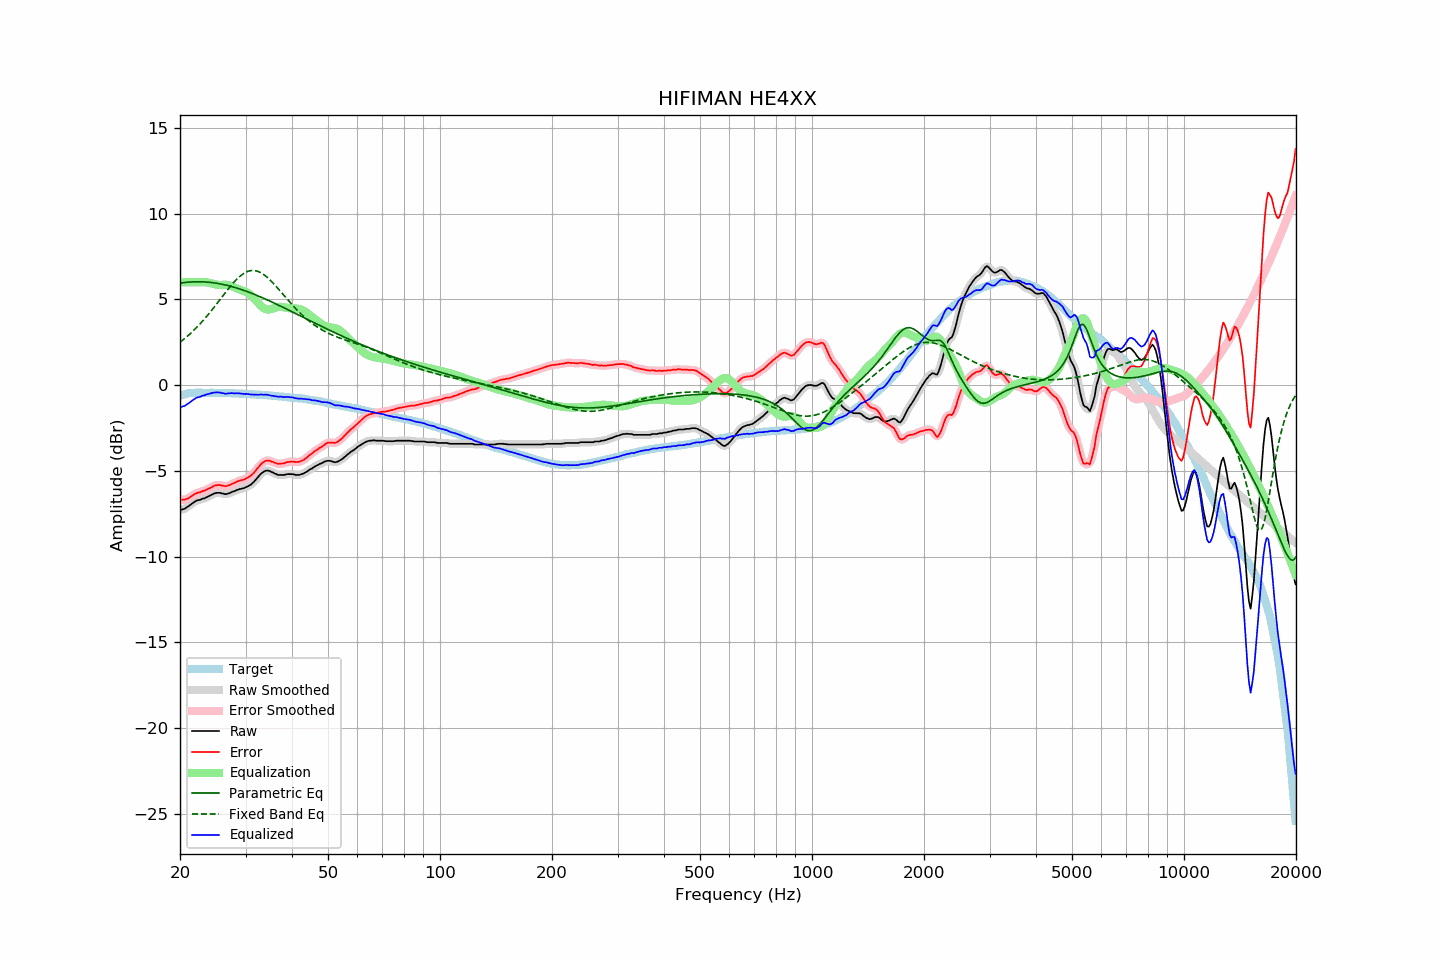 HIFIMAN HE4XX
15
10
5
0
−5
−10
−15
−20
−25
Amplitude (dBr)
Target
Raw Smoothed
Error Smoothed
Raw
Error
Equalization
Parametric Eq
Fixed Band Eq
Equalized
20 50 100 200 500 1000 2000 5000 10000 20000
Frequency (Hz)